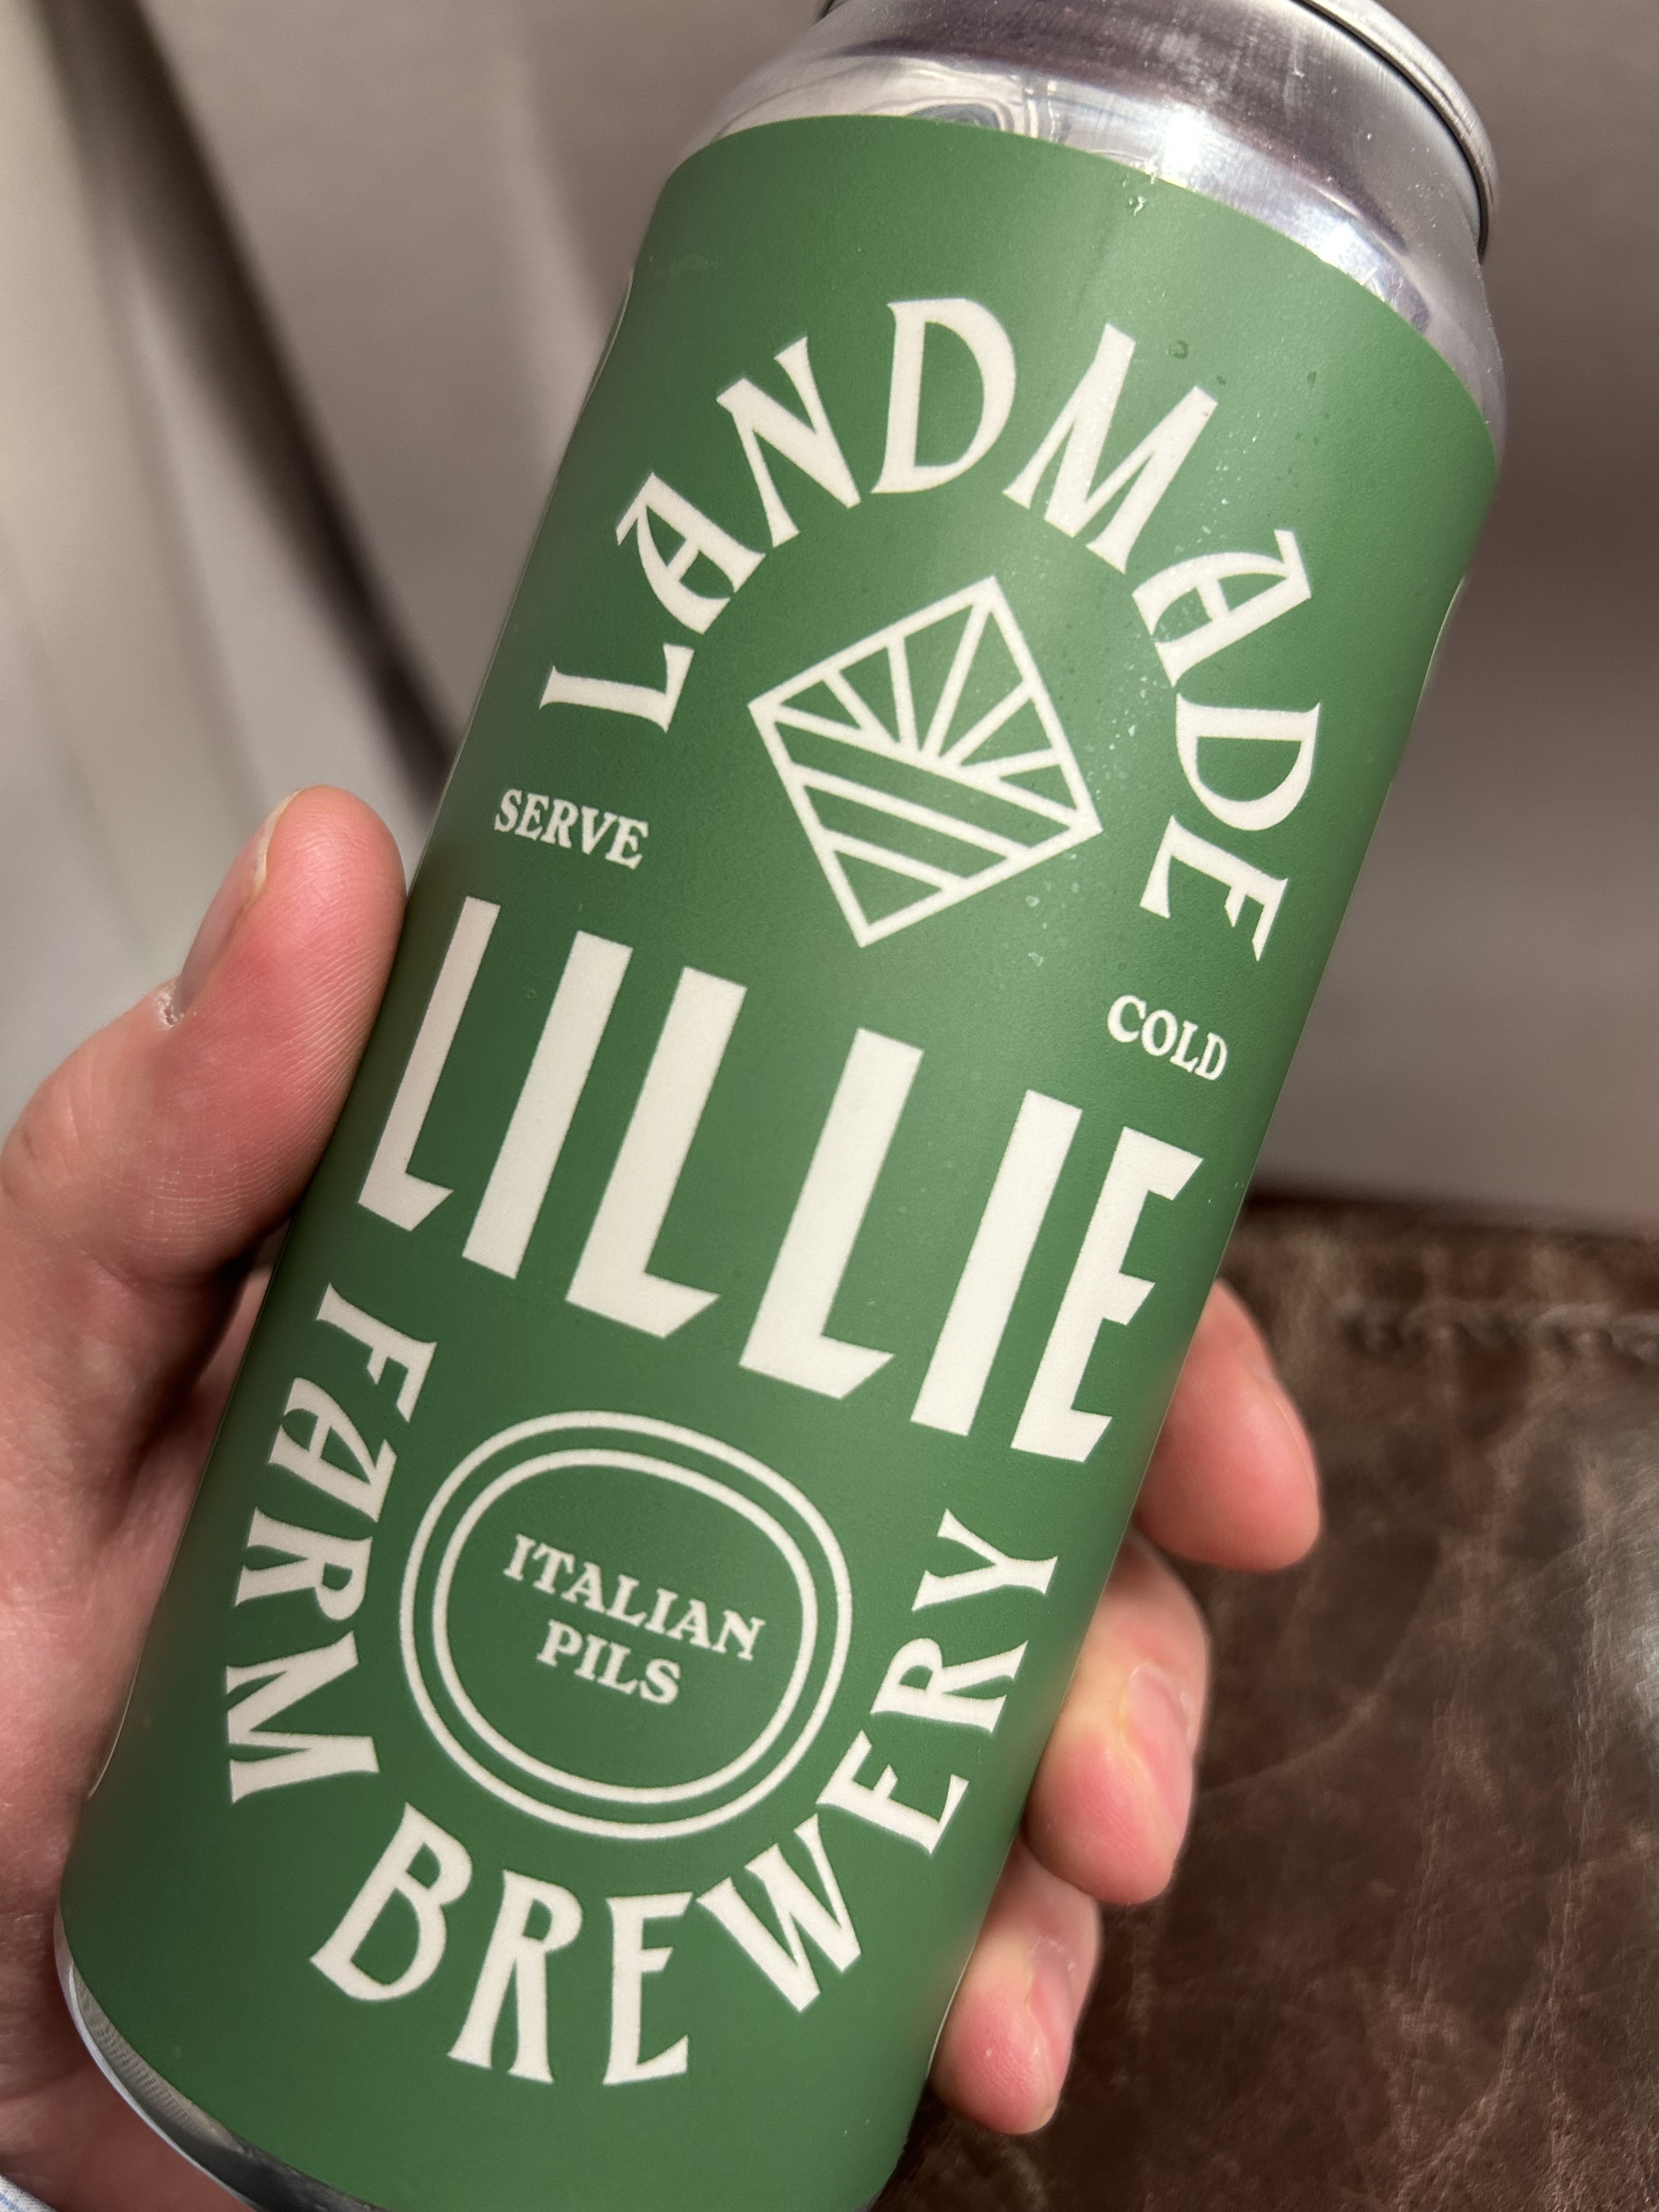 LANDMADE
SERVE
COLD
LILLIE
FARM BREWERY
ITALIAN
PILS